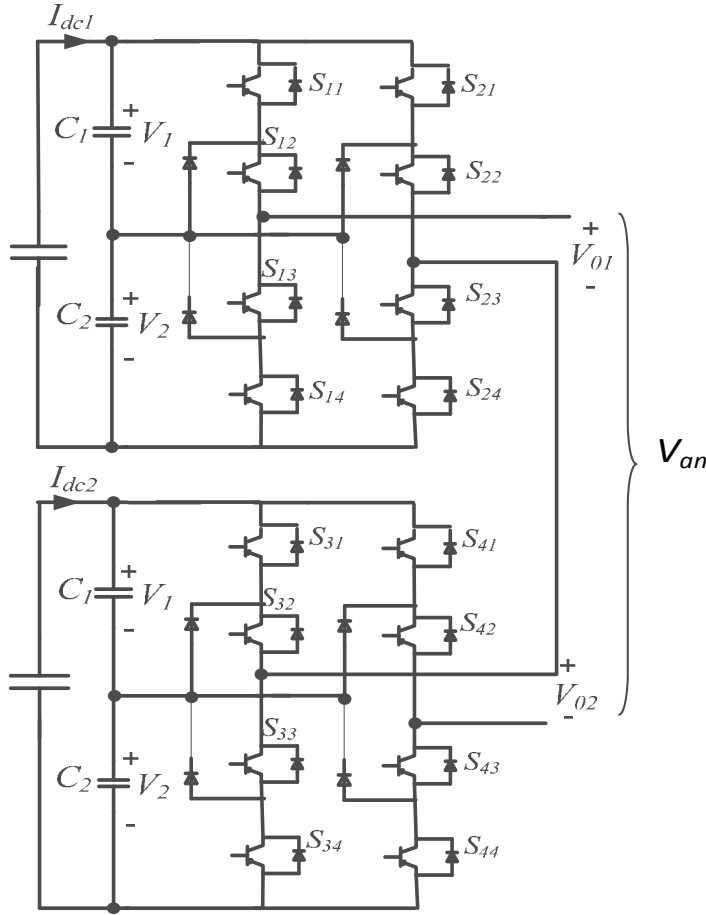 I_dc1
S_11
S_21
C_1
+
V_1
-
S_12
S_22
+
V_01
-
S_13
S_23
C_2
+
V_2
-
S_14
S_24
V_an
I_dc2
S_31
S_41
C_1
+
V_1
-
S_32
S_42
+
V_02
-
S_33
S_43
C_2
+
V_2
-
S_34
S_44